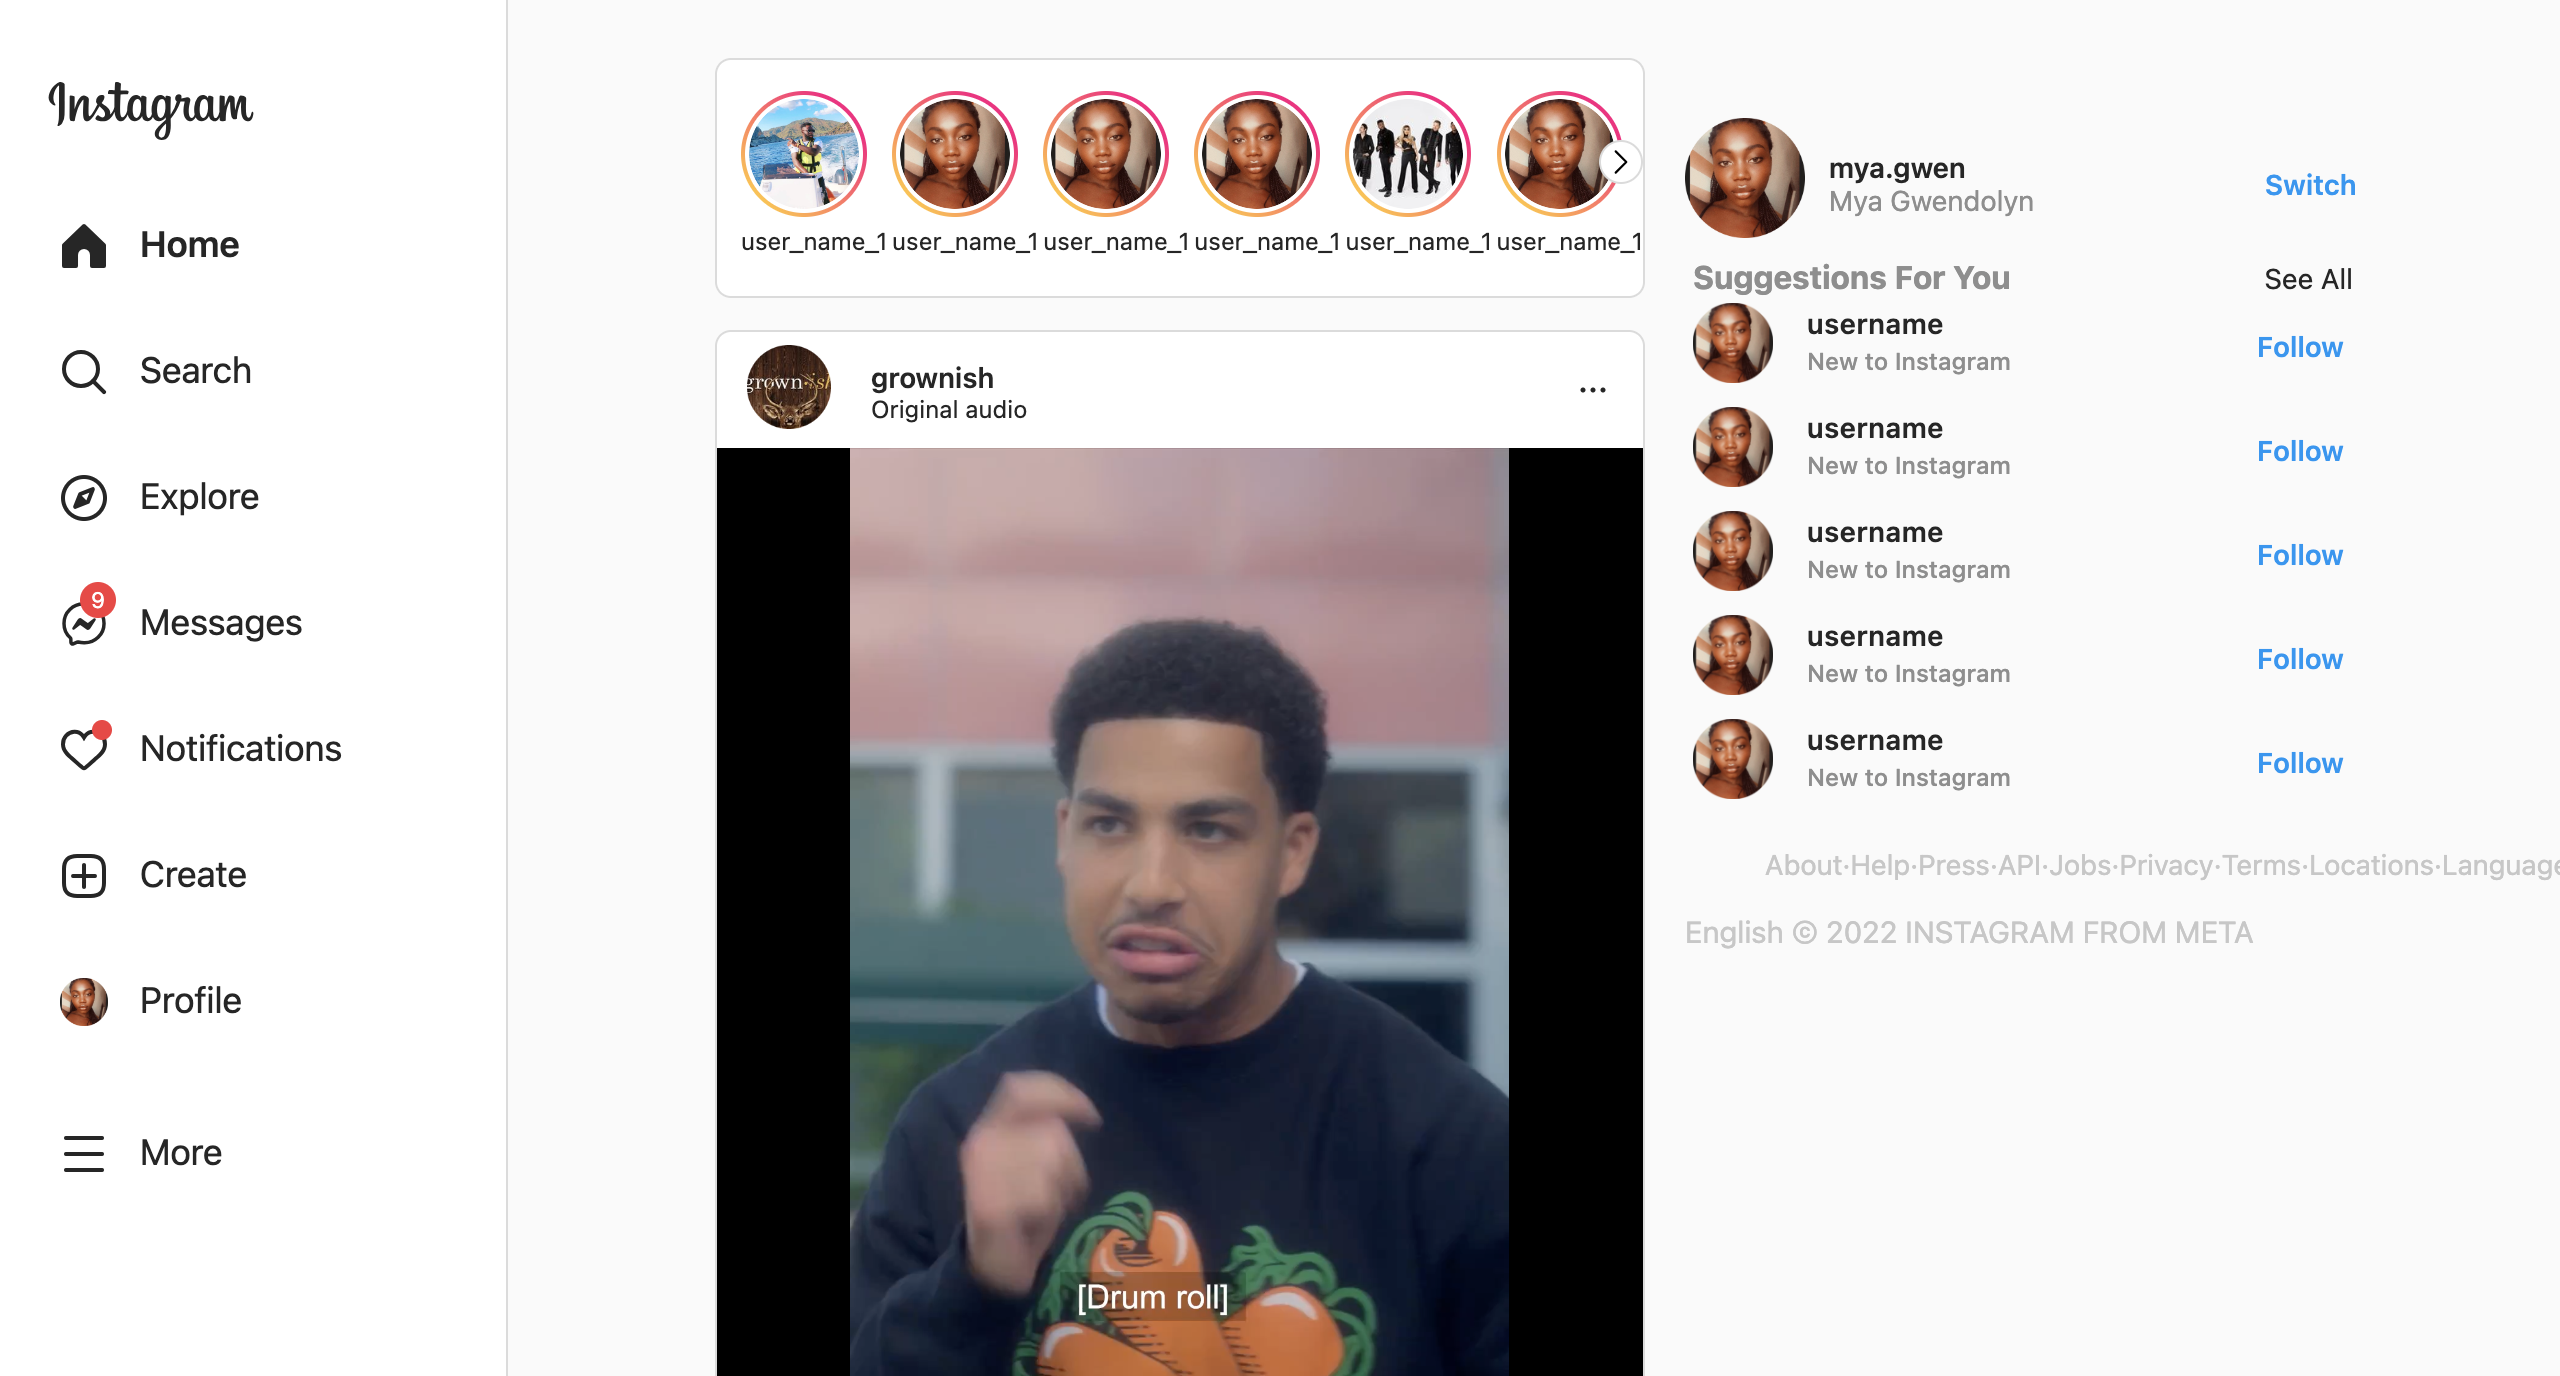 Instagram
Home
Search
Explore
9
Messages
Notifications
Create
Profile
More
user_name_1 user_name_1 user_name_1 user_name_1 user_name_1 user_name_1
grown-ish
grownish
Original audio
[Drum roll]
mya.gwen
Mya Gwendolyn
Switch
Suggestions For You
See All
username
New to Instagram
Follow
username
New to Instagram
Follow
username
New to Instagram
Follow
username
New to Instagram
Follow
username
New to Instagram
Follow
About·Help·Press·API·Jobs·Privacy·Terms·Locations·Language
English © 2022 INSTAGRAM FROM META